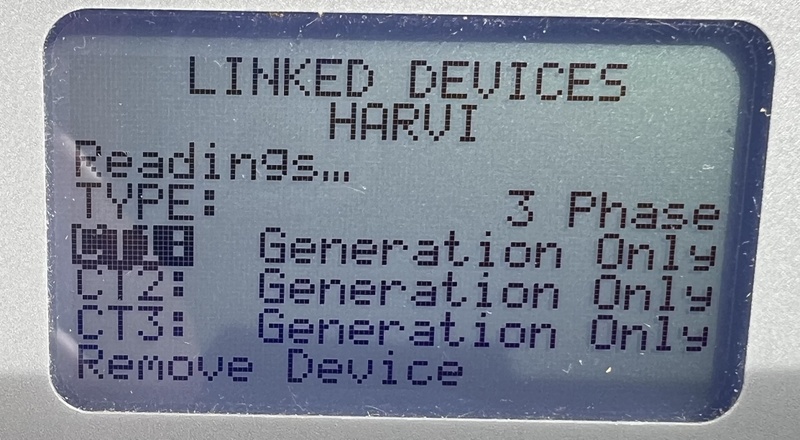 LINKED DEVICES
HARVI
Readings…
TYPE: 3 Phase
CT1: Generation Only
CT2: Generation Only
CT3: Generation Only
Remove Device